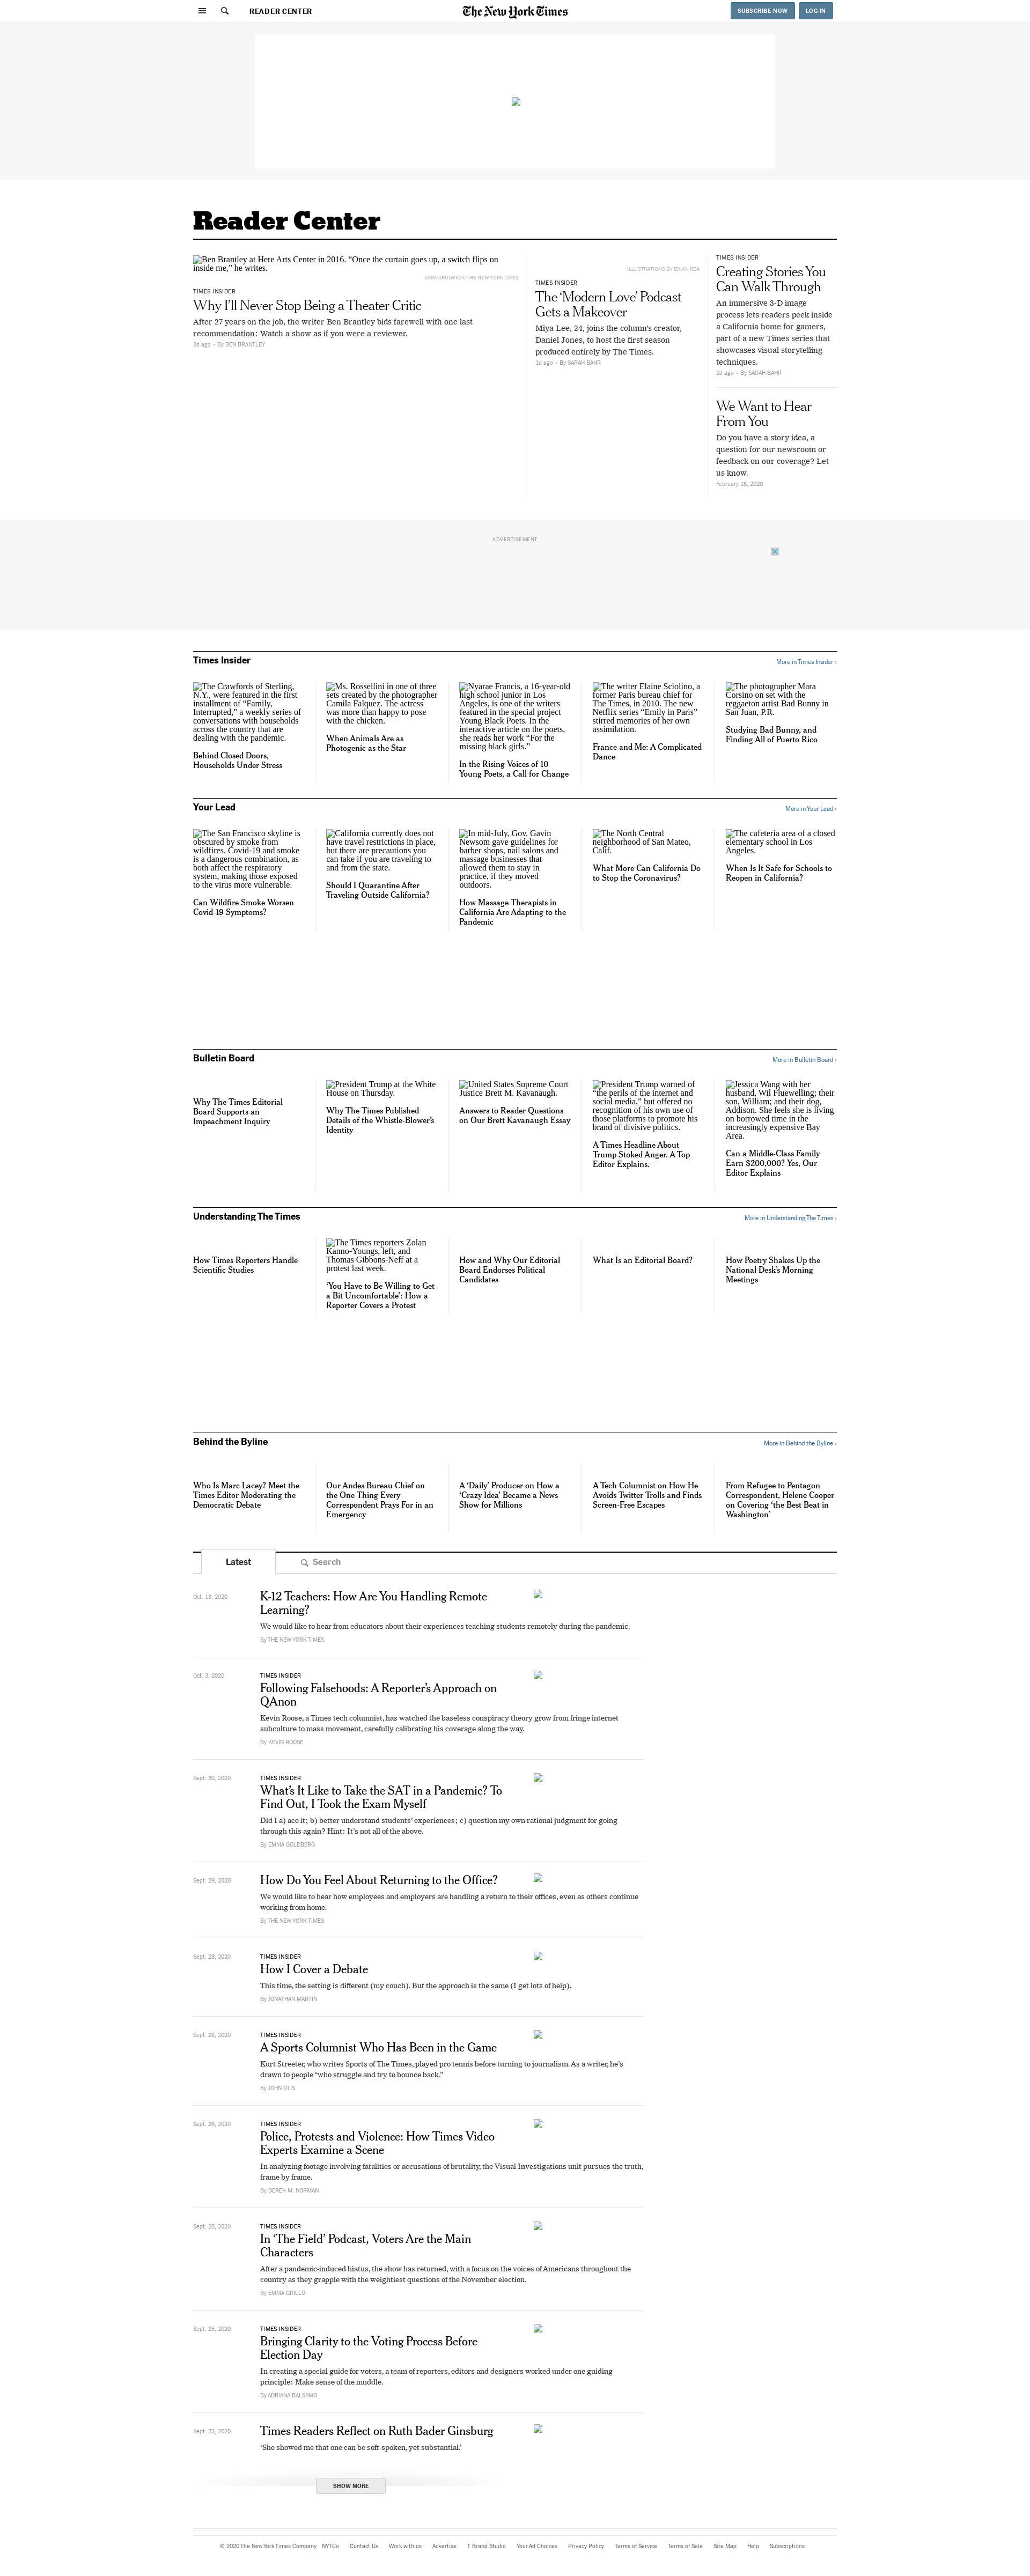 READER CENTER
The New York Times
SUBSCRIBE NOW
LOG IN
Reader Center
Ben Brantley at Here Arts Center in 2016. “Once the curtain goes up, a switch flips on
inside me,” he writes.
SARA KRULWICH/THE NEW YORK TIMES
TIMES INSIDER
Why I’ll Never Stop Being a Theater Critic
After 27 years on the job, the writer Ben Brantley bids farewell with one last
recommendation: Watch a show as if you were a reviewer.
2d ago - By BEN BRANTLEY
ILLUSTRATIONS BY BRIAN REA
TIMES INSIDER
The ‘Modern Love’ Podcast
Gets a Makeover
Miya Lee, 24, joins the column’s creator,
Daniel Jones, to host the first season
produced entirely by The Times.
1d ago - By SARAH BAHR
TIMES INSIDER
Creating Stories You
Can Walk Through
An immersive 3-D image
process lets readers peek inside
a California home for gamers,
part of a new Times series that
showcases visual storytelling
techniques.
2d ago - By SARAH BAHR
We Want to Hear
From You
Do you have a story idea, a
question for our newsroom or
feedback on our coverage? Let
us know.
February 18, 2020
ADVERTISEMENT
Times Insider
More in Times Insider ›
The Crawfords of Sterling,
N.Y., were featured in the first
installment of “Family,
Interrupted,” a weekly series of
conversations with households
across the country that are
dealing with the pandemic.
Behind Closed Doors,
Households Under Stress
Ms. Rossellini in one of three
sets created by the photographer
Camila Falquez. The actress
was more than happy to pose
with the chicken.
When Animals Are as
Photogenic as the Star
Nyarae Francis, a 16-year-old
high school junior in Los
Angeles, is one of the writers
featured in the special project
Young Black Poets. In the
interactive article on the poets,
she reads her work “For the
missing black girls.”
In the Rising Voices of 10
Young Poets, a Call for Change
The writer Elaine Sciolino, a
former Paris bureau chief for
The Times, in 2010. The new
Netflix series “Emily in Paris”
stirred memories of her own
assimilation.
France and Me: A Complicated
Dance
The photographer Mara
Corsino on set with the
reggaeton artist Bad Bunny in
San Juan, P.R.
Studying Bad Bunny, and
Finding All of Puerto Rico
Your Lead
More in Your Lead ›
The San Francisco skyline is
obscured by smoke from
wildfires. Covid-19 and smoke
is a dangerous combination, as
both affect the respiratory
system, making those exposed
to the virus more vulnerable.
Can Wildfire Smoke Worsen
Covid-19 Symptoms?
California currently does not
have travel restrictions in place,
but there are precautions you
can take if you are traveling to
and from the state.
Should I Quarantine After
Traveling Outside California?
In mid-July, Gov. Gavin
Newsom gave guidelines for
barber shops, nail salons and
massage businesses that
allowed them to stay in
practice, if they moved
outdoors.
How Massage Therapists in
California Are Adapting to the
Pandemic
The North Central
neighborhood of San Mateo,
Calif.
What More Can California Do
to Stop the Coronavirus?
The cafeteria area of a closed
elementary school in Los
Angeles.
When Is It Safe for Schools to
Reopen in California?
Bulletin Board
More in Bulletin Board ›
Why The Times Editorial
Board Supports an
Impeachment Inquiry
President Trump at the White
House on Thursday.
Why The Times Published
Details of the Whistle-Blower’s
Identity
United States Supreme Court
Justice Brett M. Kavanaugh.
Answers to Reader Questions
on Our Brett Kavanaugh Essay
President Trump warned of
“the perils of the internet and
social media,” but offered no
recognition of his own use of
those platforms to promote his
brand of divisive politics.
A Times Headline About
Trump Stoked Anger. A Top
Editor Explains.
Jessica Wang with her
husband, Wil Fluewelling; their
son, William; and their dog,
Addison. She feels she is living
on borrowed time in the
increasingly expensive Bay
Area.
Can a Middle-Class Family
Earn $200,000? Yes, Our
Editor Explains
Understanding The Times
More in Understanding The Times ›
How Times Reporters Handle
Scientific Studies
The Times reporters Zolan
Kanno-Youngs, left, and
Thomas Gibbons-Neff at a
protest last week.
‘You Have to Be Willing to Get
a Bit Uncomfortable’: How a
Reporter Covers a Protest
How and Why Our Editorial
Board Endorses Political
Candidates
What Is an Editorial Board?
How Poetry Shakes Up the
National Desk’s Morning
Meetings
Behind the Byline
More in Behind the Byline ›
Who Is Marc Lacey? Meet the
Times Editor Moderating the
Democratic Debate
Our Andes Bureau Chief on
the One Thing Every
Correspondent Prays For in an
Emergency
A ‘Daily’ Producer on How a
‘Crazy Idea’ Became a News
Show for Millions
A Tech Columnist on How He
Avoids Twitter Trolls and Finds
Screen-Free Escapes
From Refugee to Pentagon
Correspondent, Helene Cooper
on Covering ‘the Best Beat in
Washington’
Latest
Search
Oct. 13, 2020
K-12 Teachers: How Are You Handling Remote
Learning?
We would like to hear from educators about their experiences teaching students remotely during the pandemic.
By THE NEW YORK TIMES
Oct. 3, 2020
TIMES INSIDER
Following Falsehoods: A Reporter’s Approach on
QAnon
Kevin Roose, a Times tech columnist, has watched the baseless conspiracy theory grow from fringe internet
subculture to mass movement, carefully calibrating his coverage along the way.
By KEVIN ROOSE
Sept. 30, 2020
TIMES INSIDER
What’s It Like to Take the SAT in a Pandemic? To
Find Out, I Took the Exam Myself
Did I a) ace it; b) better understand students’ experiences; c) question my own rational judgment for going
through this again? Hint: It’s not all of the above.
By EMMA GOLDBERG
Sept. 29, 2020
How Do You Feel About Returning to the Office?
We would like to hear how employees and employers are handling a return to their offices, even as others continue
working from home.
By THE NEW YORK TIMES
Sept. 28, 2020
TIMES INSIDER
How I Cover a Debate
This time, the setting is different (my couch). But the approach is the same (I get lots of help).
By JONATHAN MARTIN
Sept. 28, 2020
TIMES INSIDER
A Sports Columnist Who Has Been in the Game
Kurt Streeter, who writes Sports of The Times, played pro tennis before turning to journalism. As a writer, he’s
drawn to people “who struggle and try to bounce back.”
By JOHN OTIS
Sept. 26, 2020
TIMES INSIDER
Police, Protests and Violence: How Times Video
Experts Examine a Scene
In analyzing footage involving fatalities or accusations of brutality, the Visual Investigations unit pursues the truth,
frame by frame.
By DEREK M. NORMAN
Sept. 25, 2020
TIMES INSIDER
In ‘The Field’ Podcast, Voters Are the Main
Characters
After a pandemic-induced hiatus, the show has returned, with a focus on the voices of Americans throughout the
country as they grapple with the weightiest questions of the November election.
By EMMA GRILLO
Sept. 25, 2020
TIMES INSIDER
Bringing Clarity to the Voting Process Before
Election Day
In creating a special guide for voters, a team of reporters, editors and designers worked under one guiding
principle: Make sense of the muddle.
By ADRIANA BALSAMO
Sept. 23, 2020
Times Readers Reflect on Ruth Bader Ginsburg
‘She showed me that one can be soft-spoken, yet substantial.’
SHOW MORE
© 2020 The New York Times Company NYTCo Contact Us Work with us Advertise T Brand Studio Your Ad Choices Privacy Policy Terms of Service Terms of Sale Site Map Help Subscriptions